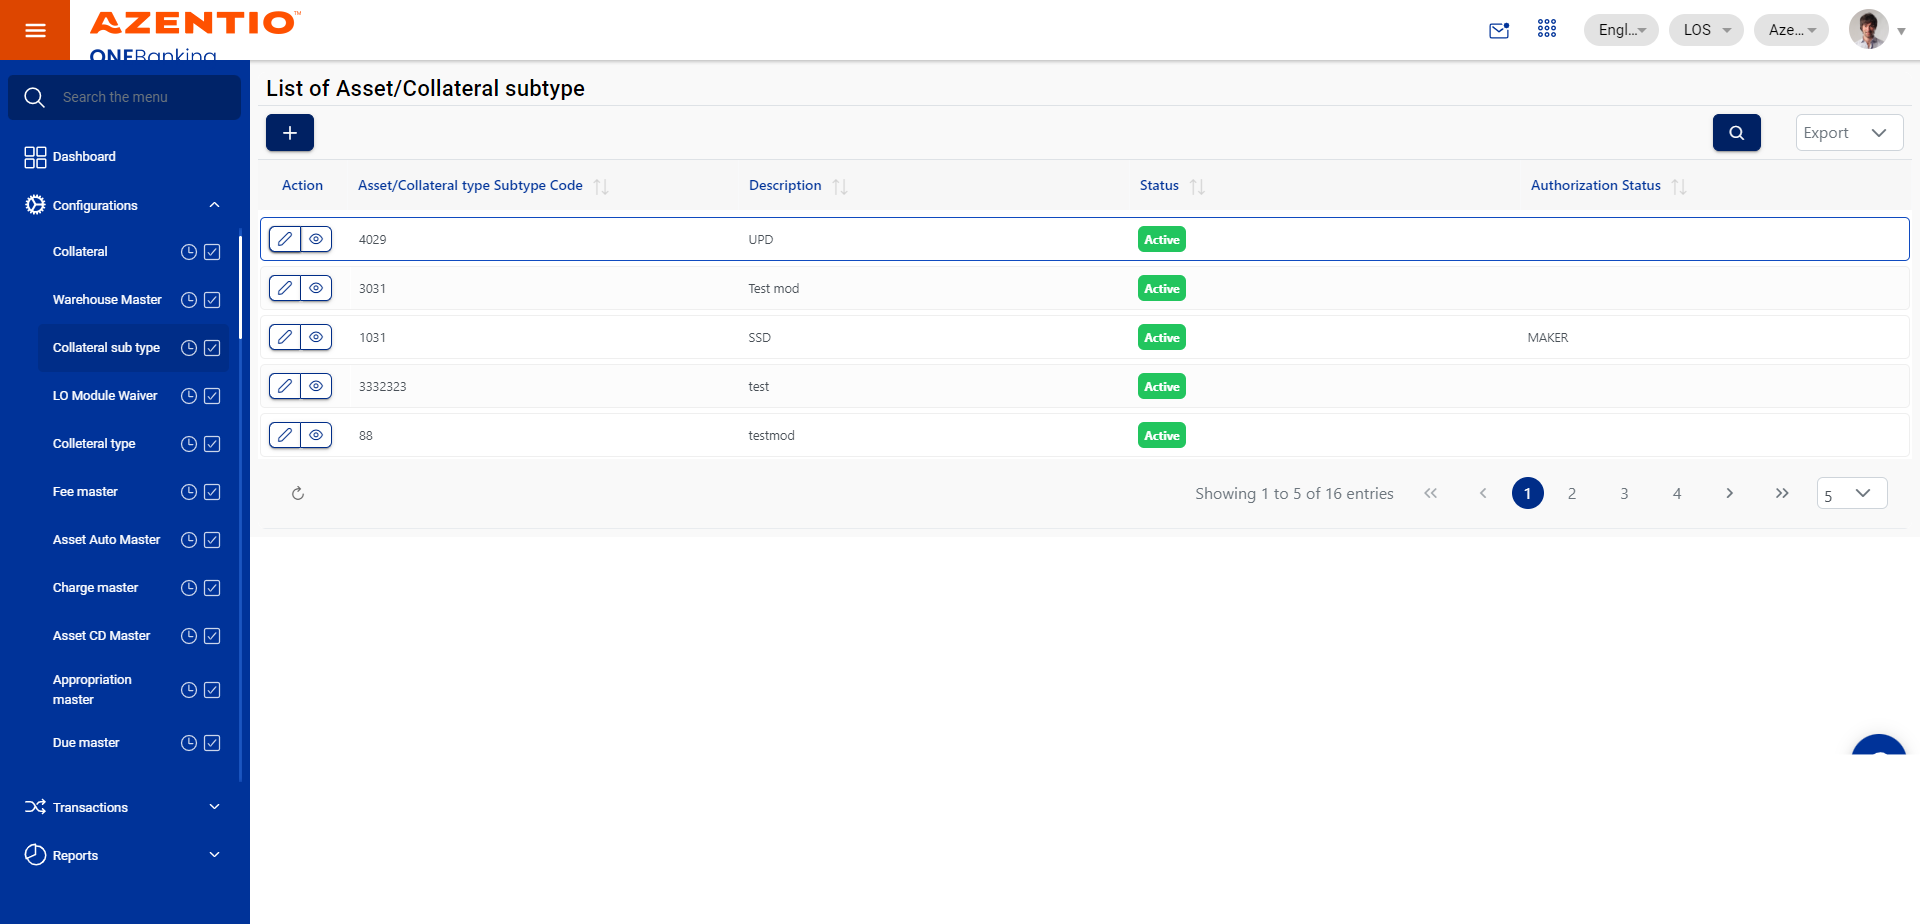 AZENTIO™
ONEBanking
Engl...
LOS
Aze...
Search the menu
Dashboard
Configurations
Collateral
Warehouse Master
Collateral sub type
LO Module Waiver
Colleteral type
Fee master
Asset Auto Master
Charge master
Asset CD Master
Appropriation
master
Due master
Transactions
Reports
List of Asset/Collateral subtype
Export
Action Asset/Collateral type Subtype Code Description Status Authorization Status
4029 UPD Active
3031 Test mod Active
1031 SSD Active MAKER
3332323 test Active
88 testmod Active
Showing 1 to 5 of 16 entries 1 2 3 4 5